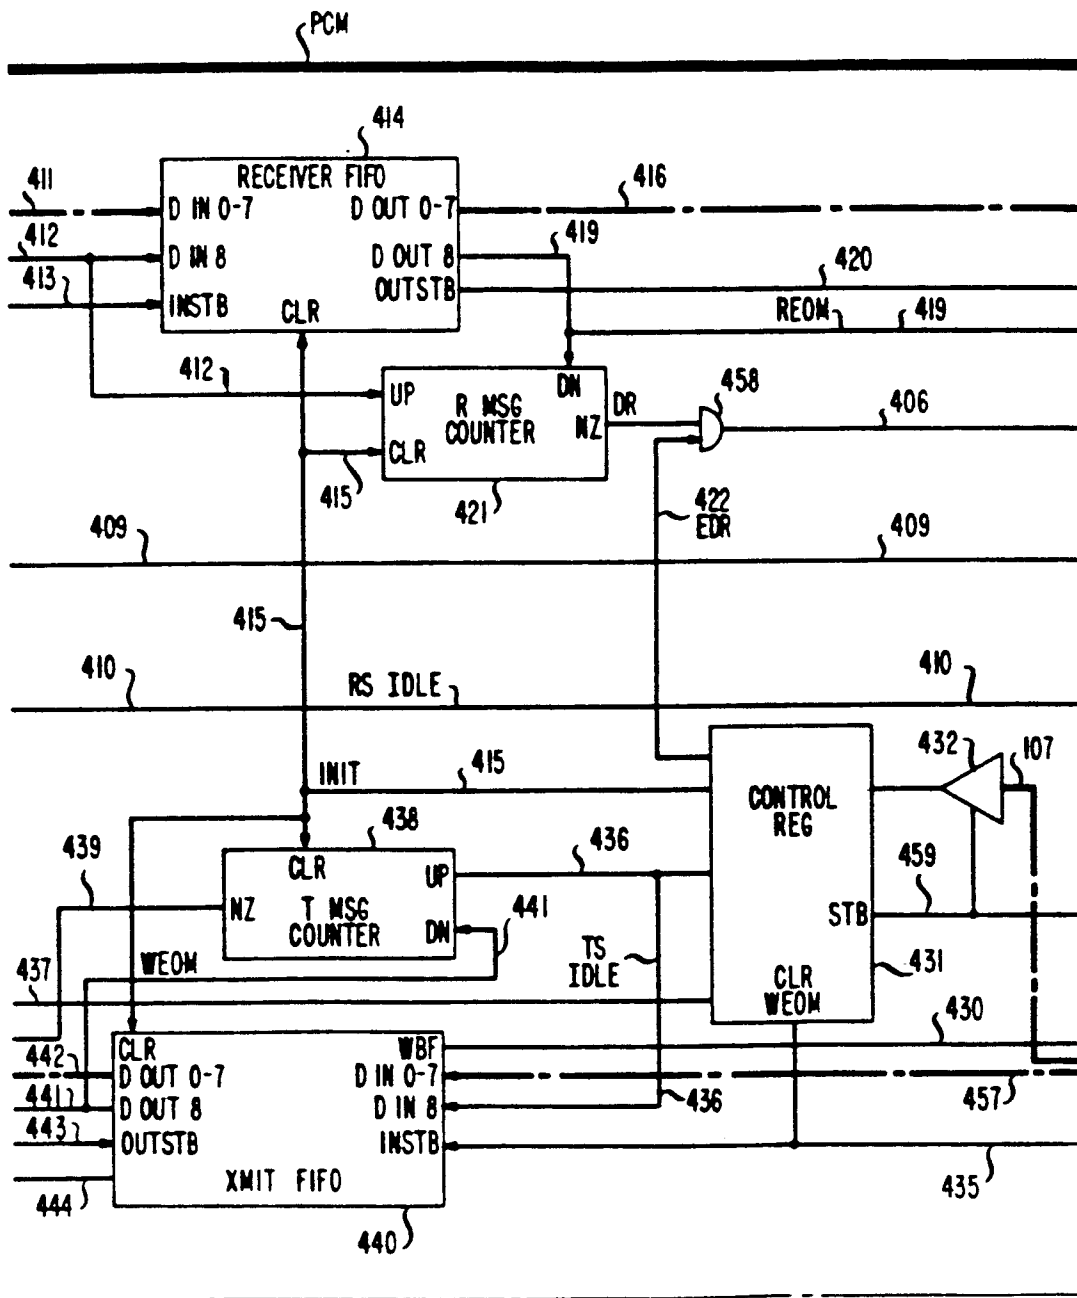 PCM
414
RECEIVER FIFO
411
D IN 0-7
D OUT 0-7
416
412
D IN 8
D OUT 8
419
413
INSTB
OUTSTB
420
CLR
REOM
419
412
UP
DN
R MSG
COUNTER
NZ
DR
458
406
CLR
415
421
422
EDR
409
409
415
410
RS IDLE
410
432
107
INIT
415
CONTROL
REG
439
438
436
459
CLR
UP
NZ
T MSG
COUNTER
DN
441
STB
WEOM
TS
IDLE
437
CLR
WEOM
431
430
CLR
WBF
442
D OUT 0-7
D IN 0-7
441
D OUT 8
D IN 8
436
457
443
OUTSTB
INSTB
XMIT FIFO
444
435
440